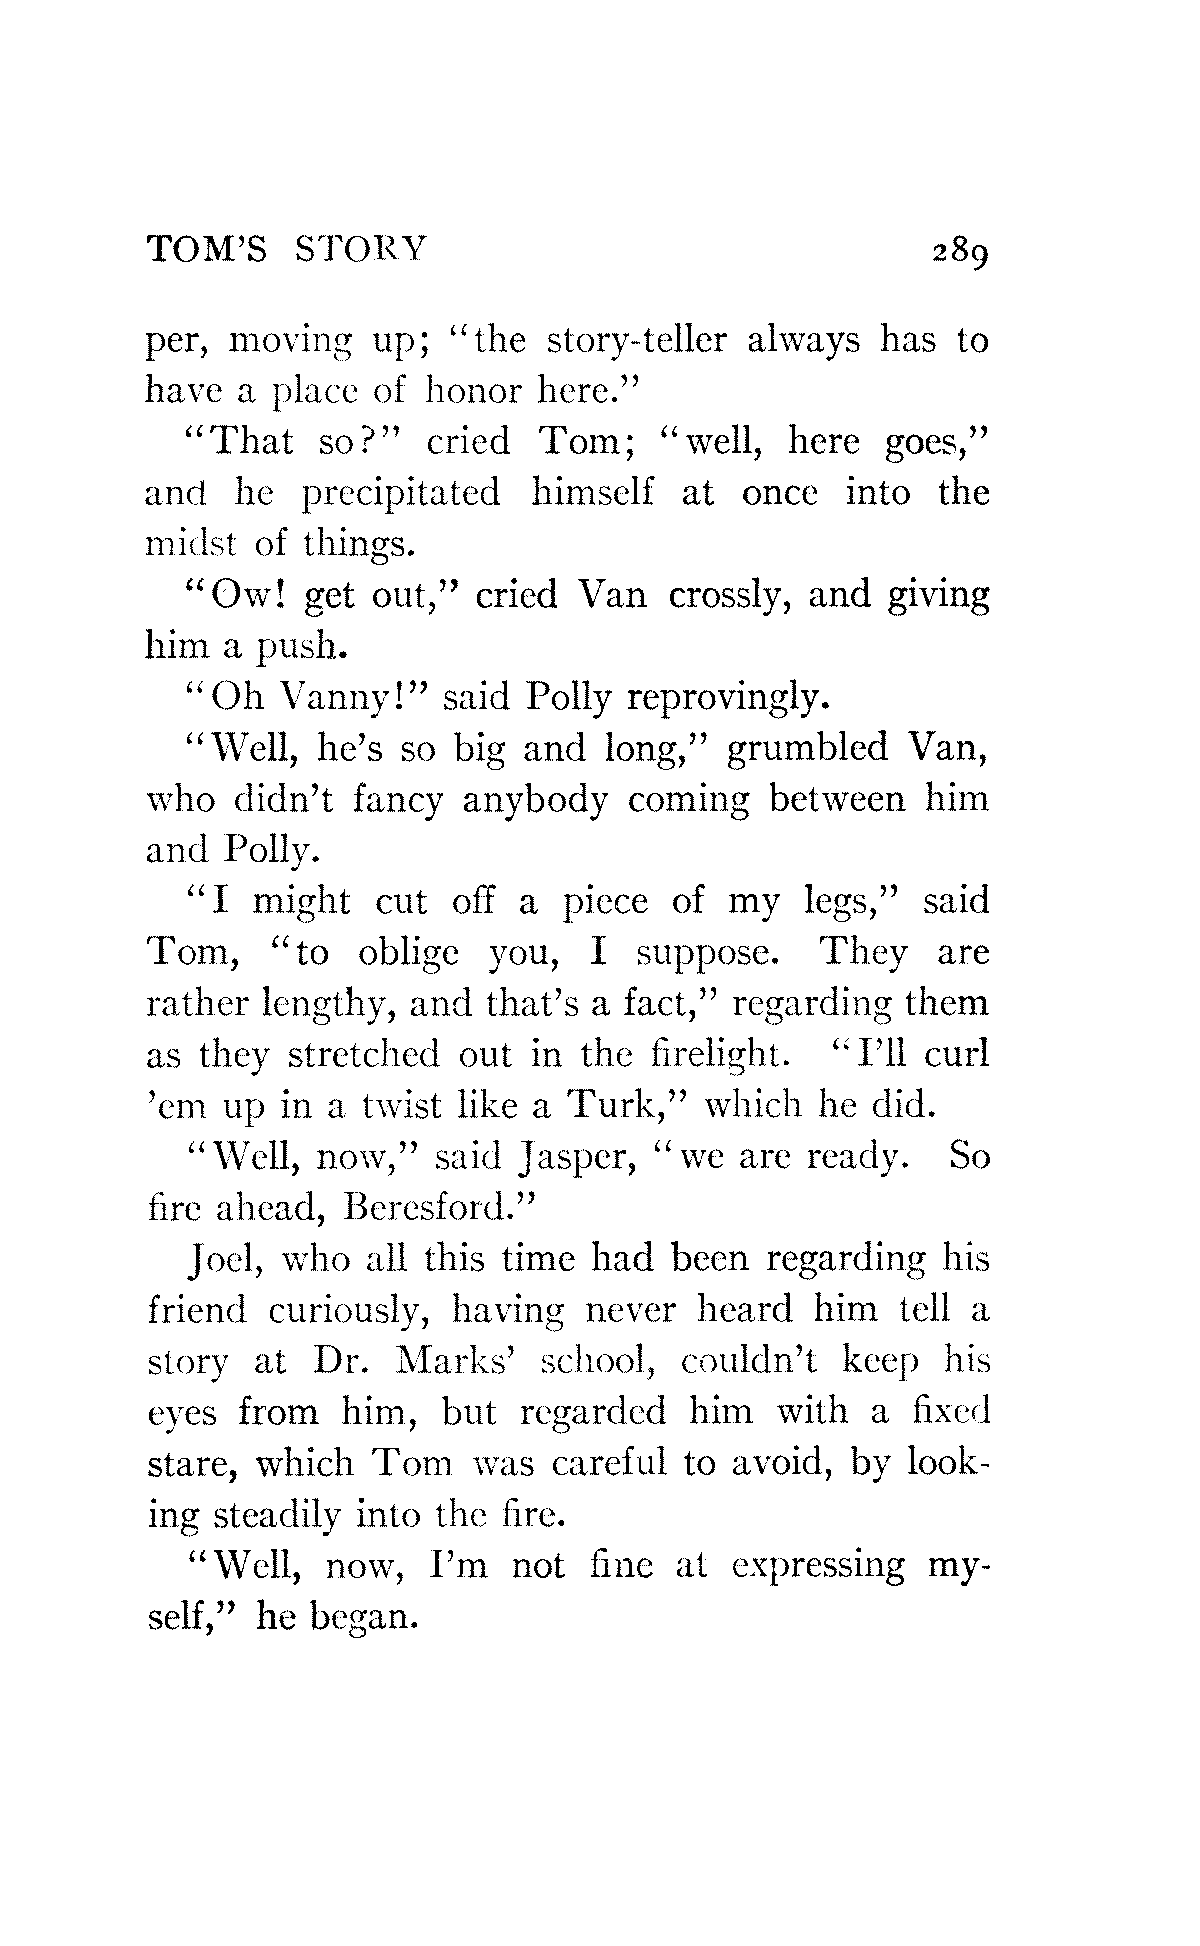 TOM'S STORY 289
per, moving up; "the story-teller always has to
have a place of honor here."
"That so?" cried Tom; "well, here goes,"
and he precipitated himself at once into the
midst of things.
"Ow! get out," cried Van crossly, and giving
him a push.
"Oh Vanny!" said Polly reprovingly.
"Well, he's so big and long," grumbled Van,
who didn't fancy anybody coming between him
and Polly.
"I might cut off a piece of my legs," said
Tom, "to oblige you, I suppose. They are
rather lengthy, and that's a fact," regarding them
as they stretched out in the firelight. "I'll curl
'em up in a twist like a Turk," which he did.
"Well, now," said Jasper, "we are ready. So
fire ahead, Beresford."
Joel, who all this time had been regarding his
friend curiously, having never heard him tell a
story at Dr. Marks' school, couldn't keep his
eyes from him, but regarded him with a fixed
stare, which Tom was careful to avoid, by look-
ing steadily into the fire.
"Well, now, I'm not fine at expressing my-
self," he began.